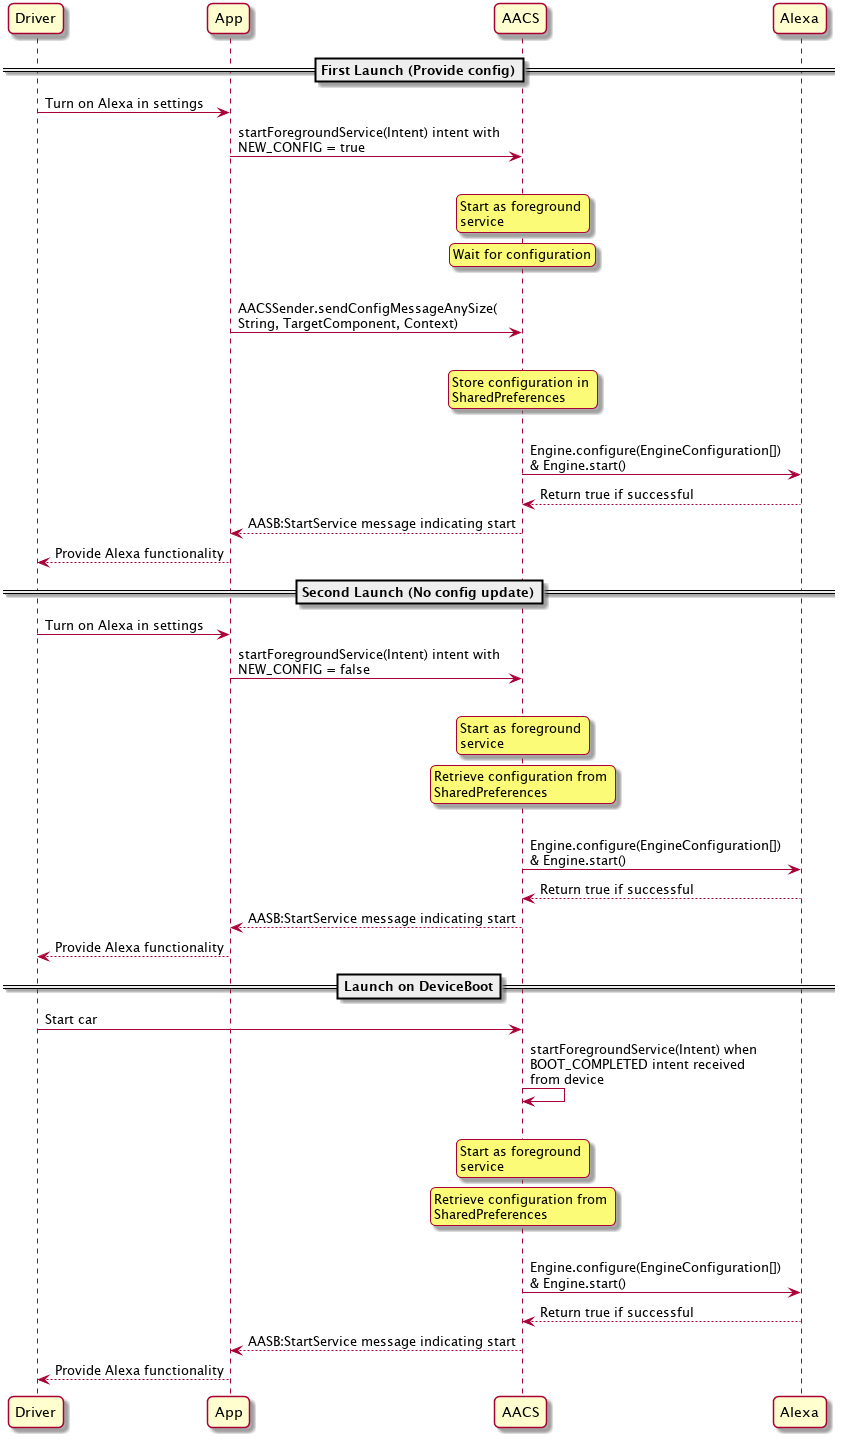 Driver
App
AACS
Alexa
First Launch (Provide config)
Turn on Alexa in settings
startForegroundService(Intent) intent with
NEW_CONFIG = true
Start as foreground
service
Wait for configuration
AACSSender.sendConfigMessageAnySize(
String, TargetComponent, Context)
Store configuration in
SharedPreferences
Engine.configure(EngineConfiguration[])
& Engine.start()
Return true if successful
AASB:StartService message indicating start
Provide Alexa functionality
Second Launch (No config update)
Turn on Alexa in settings
startForegroundService(Intent) intent with
NEW_CONFIG = false
Start as foreground
service
Retrieve configuration from
SharedPreferences
Engine.configure(EngineConfiguration[])
& Engine.start()
Return true if successful
AASB:StartService message indicating start
Provide Alexa functionality
Launch on DeviceBoot
Start car
startForegroundService(Intent) when
BOOT_COMPLETED intent received
from device
Start as foreground
service
Retrieve configuration from
SharedPreferences
Engine.configure(EngineConfiguration[])
& Engine.start()
Return true if successful
AASB:StartService message indicating start
Provide Alexa functionality
Driver
App
AACS
Alexa